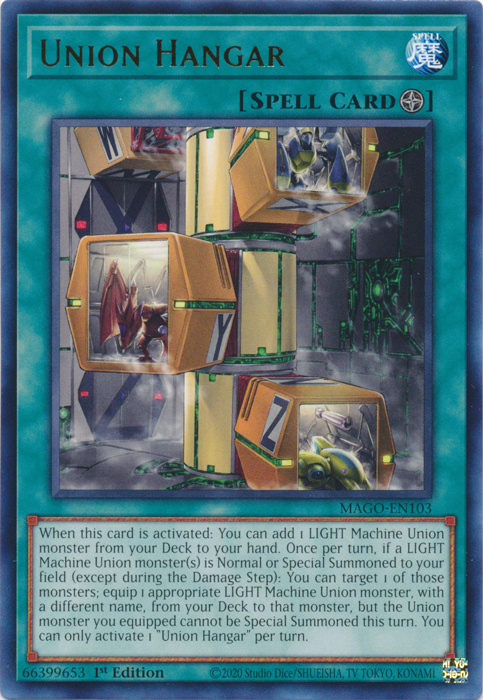 UNION HANGAR
SPELL
魔
[SPELL CARD]
W
X
Y
Z
MAGO-EN103
When this card is activated: You can add 1 LIGHT Machine Union
monster from your Deck to your hand. Once per turn, if a LIGHT
Machine Union monster(s) is Normal or Special Summoned to your
field (except during the Damage Step): You can target 1 of those
monsters; equip 1 appropriate LIGHT Machine Union monster, with
a different name, from your Deck to that monster, but the Union
monster you equipped cannot be Special Summoned this turn. You
can only activate 1 "Union Hangar" per turn.
66399653 1st Edition ©2020 Studio Dice/SHUEISHA, TV TOKYO, KONAMI